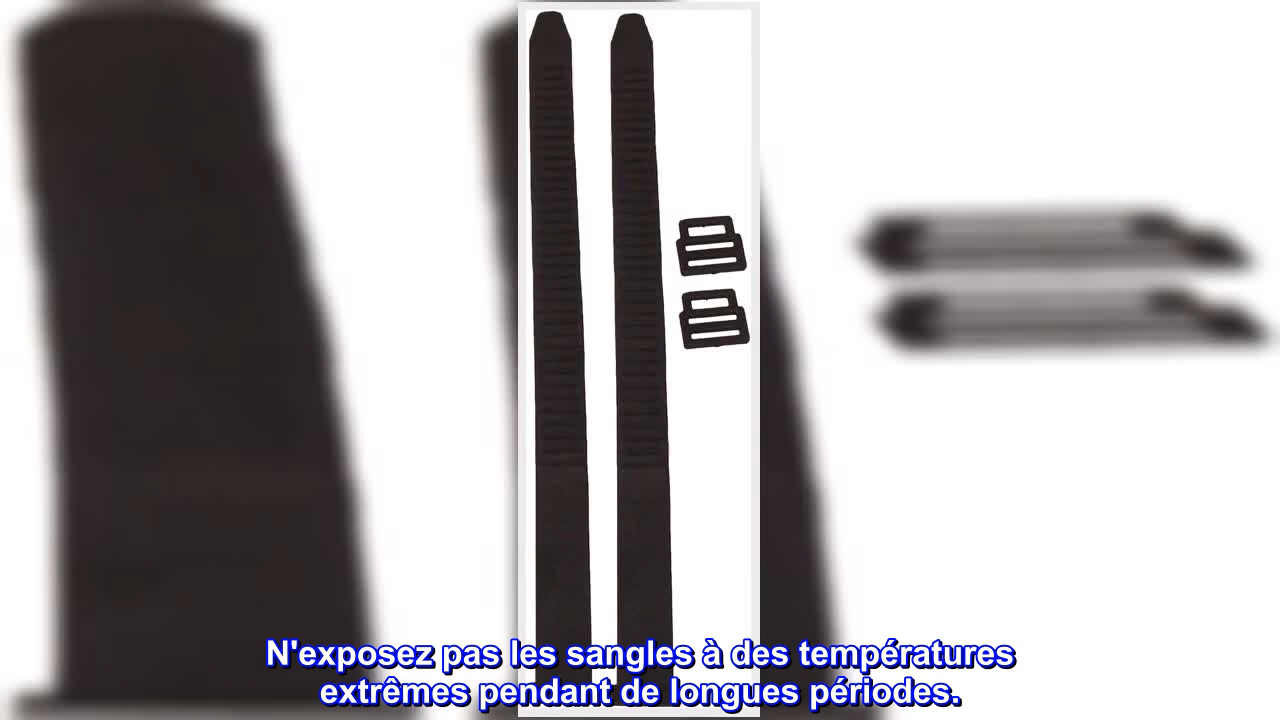 N'exposez pas les sangles à des températures
extrêmes pendant de longues périodes.